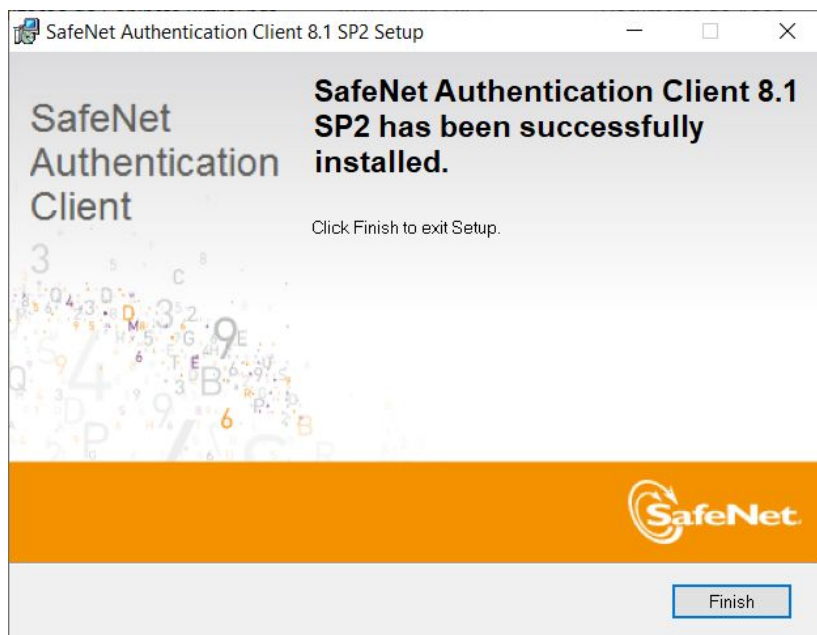 SafeNet Authentication Client 8.1 SP2 Setup
SafeNet
Authentication
Client
SafeNet Authentication Client 8.1
SP2 has been successfully
installed.
Click Finish to exit Setup.
SafeNet.
Finish